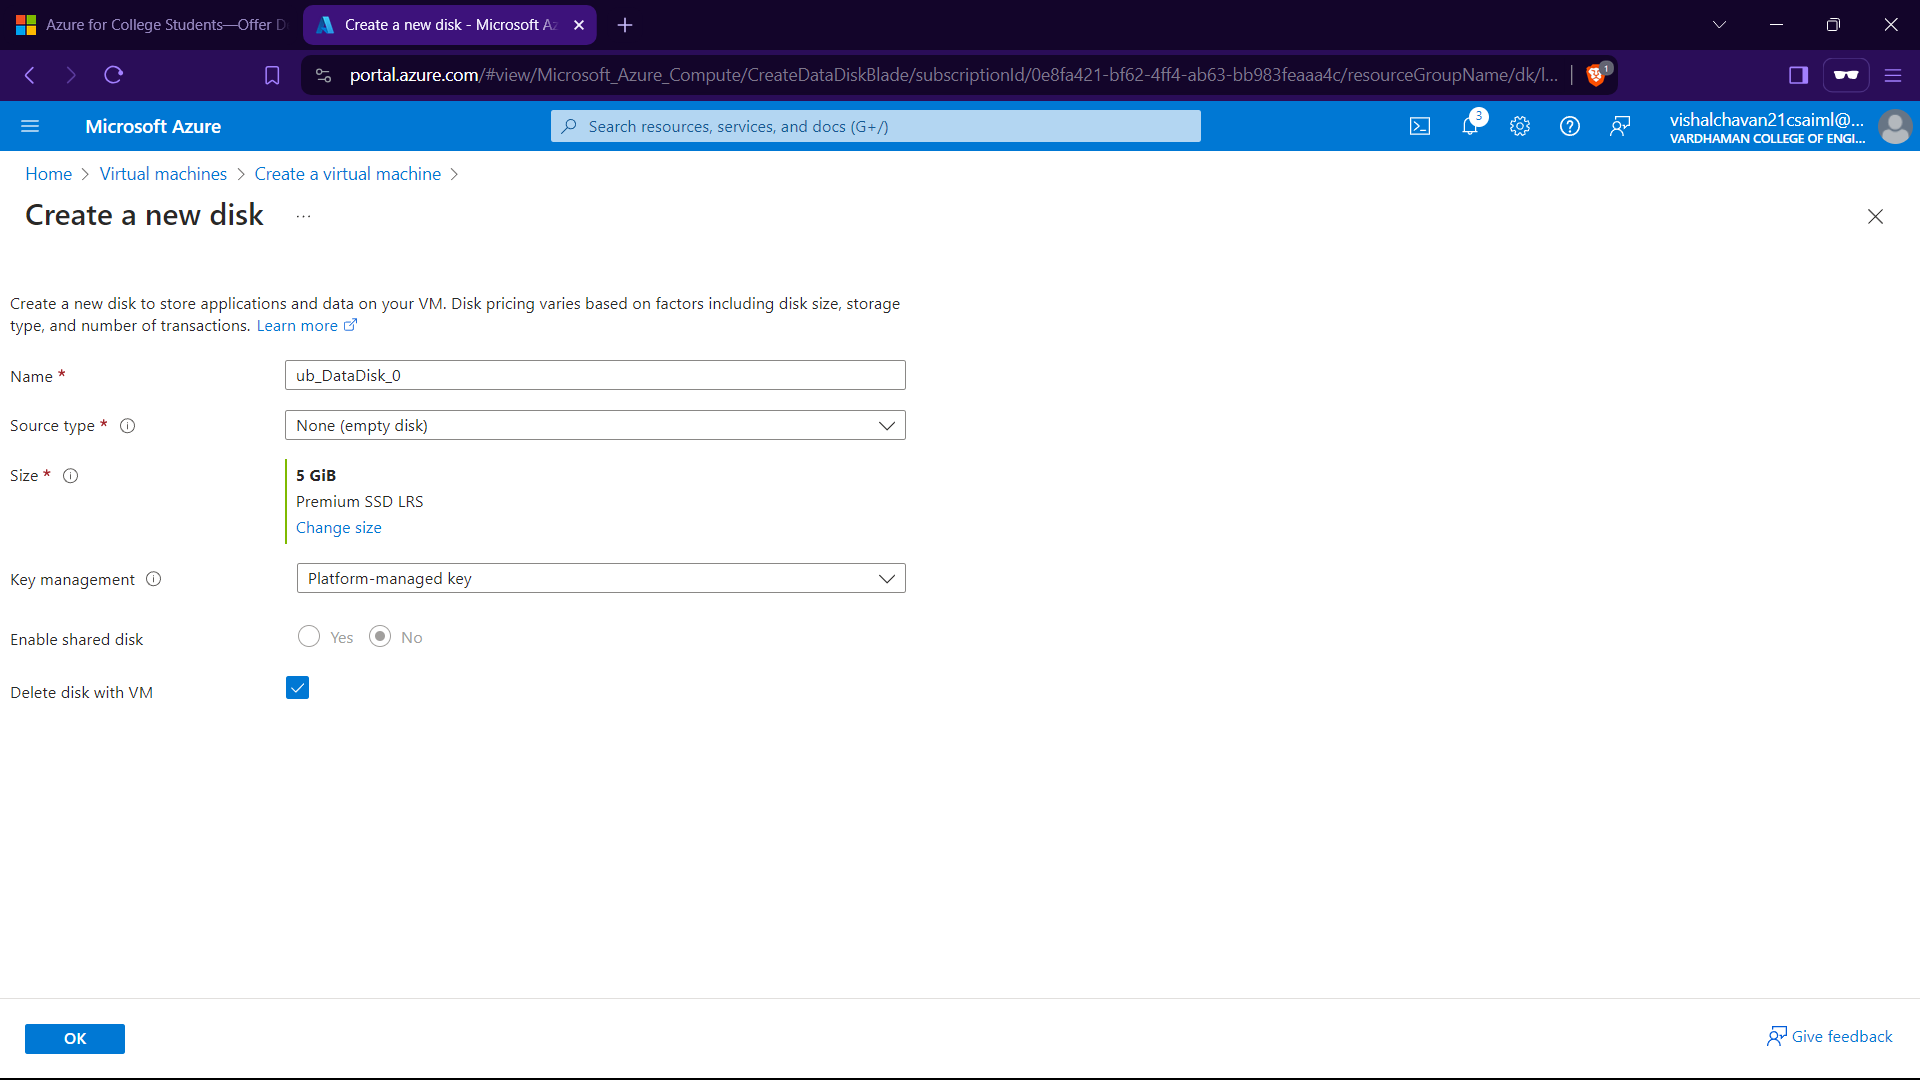 Azure for College Students—Offer D
Create a new disk - Microsoft Az
portal.azure.com/#view/Microsoft_Azure_Compute/CreateDataDiskBlade/subscriptionId/0e8fa421-bf62-4ff4-ab63-bb983feaaa4c/resourceGroupName/dk/l...
1
Microsoft Azure
Search resources, services, and docs (G+/)
3
vishalchavan21csaiml@...
VARDHAMAN COLLEGE OF ENGI...
Home > Virtual machines > Create a virtual machine >
Create a new disk ...
Create a new disk to store applications and data on your VM. Disk pricing varies based on factors including disk size, storage
type, and number of transactions. Learn more
Name *
ub_DataDisk_0
Source type *
None (empty disk)
Size *
5 GiB
Premium SSD LRS
Change size
Key management
Platform-managed key
Enable shared disk
Yes No
Delete disk with VM
OK
Give feedback